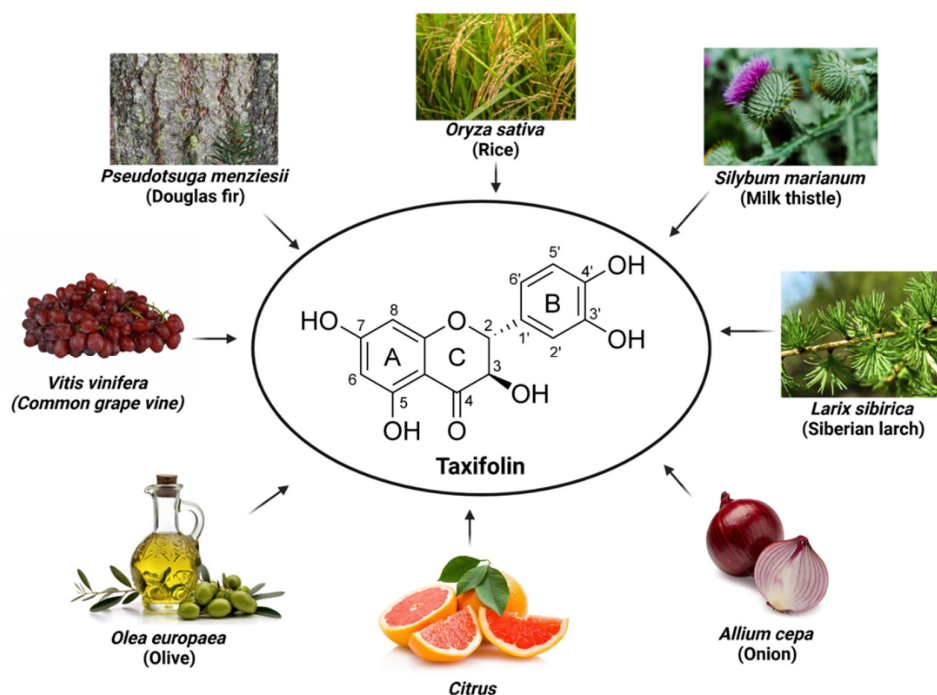 Oryza sativa
(Rice)
Pseudotsuga menziesii
(Douglas fir)
Silybum marianum
(Milk thistle)
Vitis vinifera
(Common grape vine)
Larix sibirica
(Siberian larch)
HO
7
8
O
2
A
C
6
5
4
3
OH
O
OH
1'
2'
3'
4'
5'
6'
B
OH
OH
Taxifolin
Olea europaea
(Olive)
Citrus
Allium cepa
(Onion)